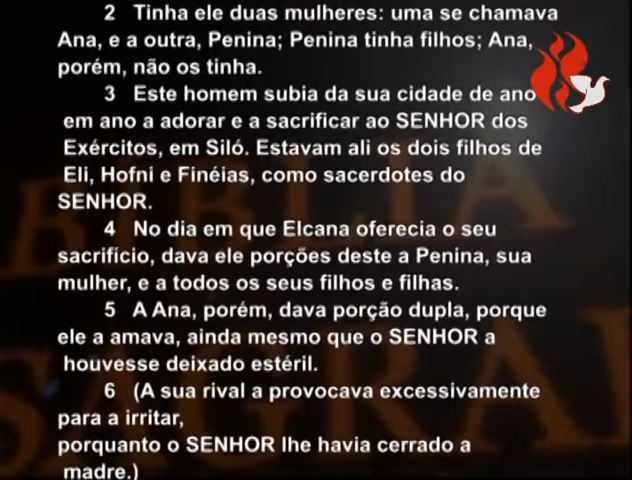 2 Tinha ele duas mulheres: uma se chamava
Ana, e a outra, Penina; Penina tinha filhos; Ana,
porém, não os tinha.
3 Este homem subia da sua cidade de ano
em ano a adorar e a sacrificar ao SENHOR dos
Exércitos, em Siló. Estavam ali os dois filhos de
Eli, Hofni e Finéias, como sacerdotes do
SENHOR.
4 No dia em que Elcana oferecia o seu
sacrifício, dava ele porções deste a Penina, sua
mulher, e a todos os seus filhos e filhas.
5 A Ana, porém, dava porção dupla, porque
ele a amava, ainda mesmo que o SENHOR a
houvesse deixado estéril.
6 (A sua rival a provocava excessivamente
para a irritar,
porquanto o SENHOR lhe havia cerrado a
madre.)
BÍBLIA
SAGRADA